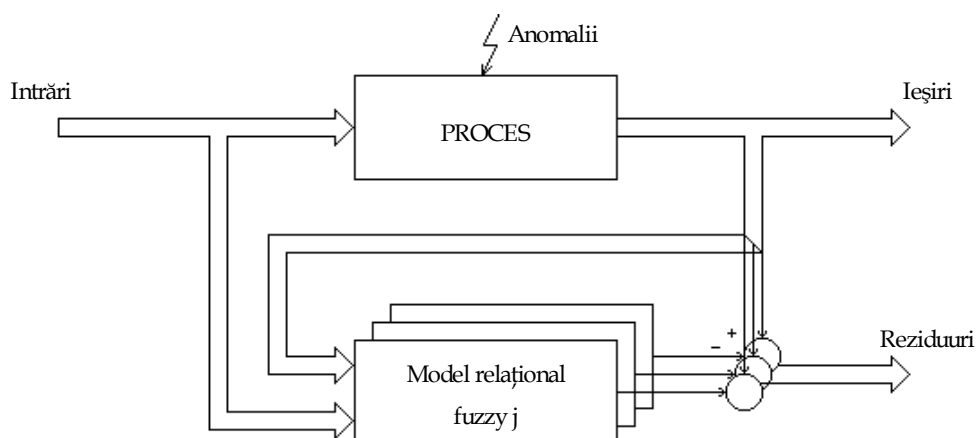 Anomalii
Intrări
Ieşiri
PROCES
+
−
Reziduuri
Model relaţional
fuzzy j